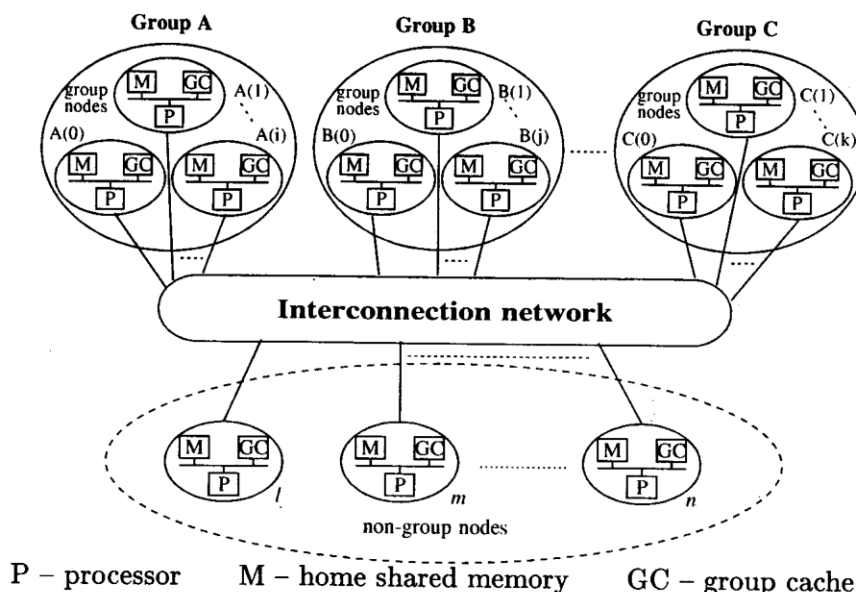 Group A Group B Group C
group nodes M GC P A(1)
A(0) A(i)
M GC P M GC P
group nodes M GC P B(1)
B(0) B(j)
M GC P M GC P
group nodes M GC P C(1)
C(0) C(k)
M GC P M GC P
Interconnection network
M GC P l
M GC P m
M GC P n
non-group nodes
P – processor M – home shared memory GC – group cache